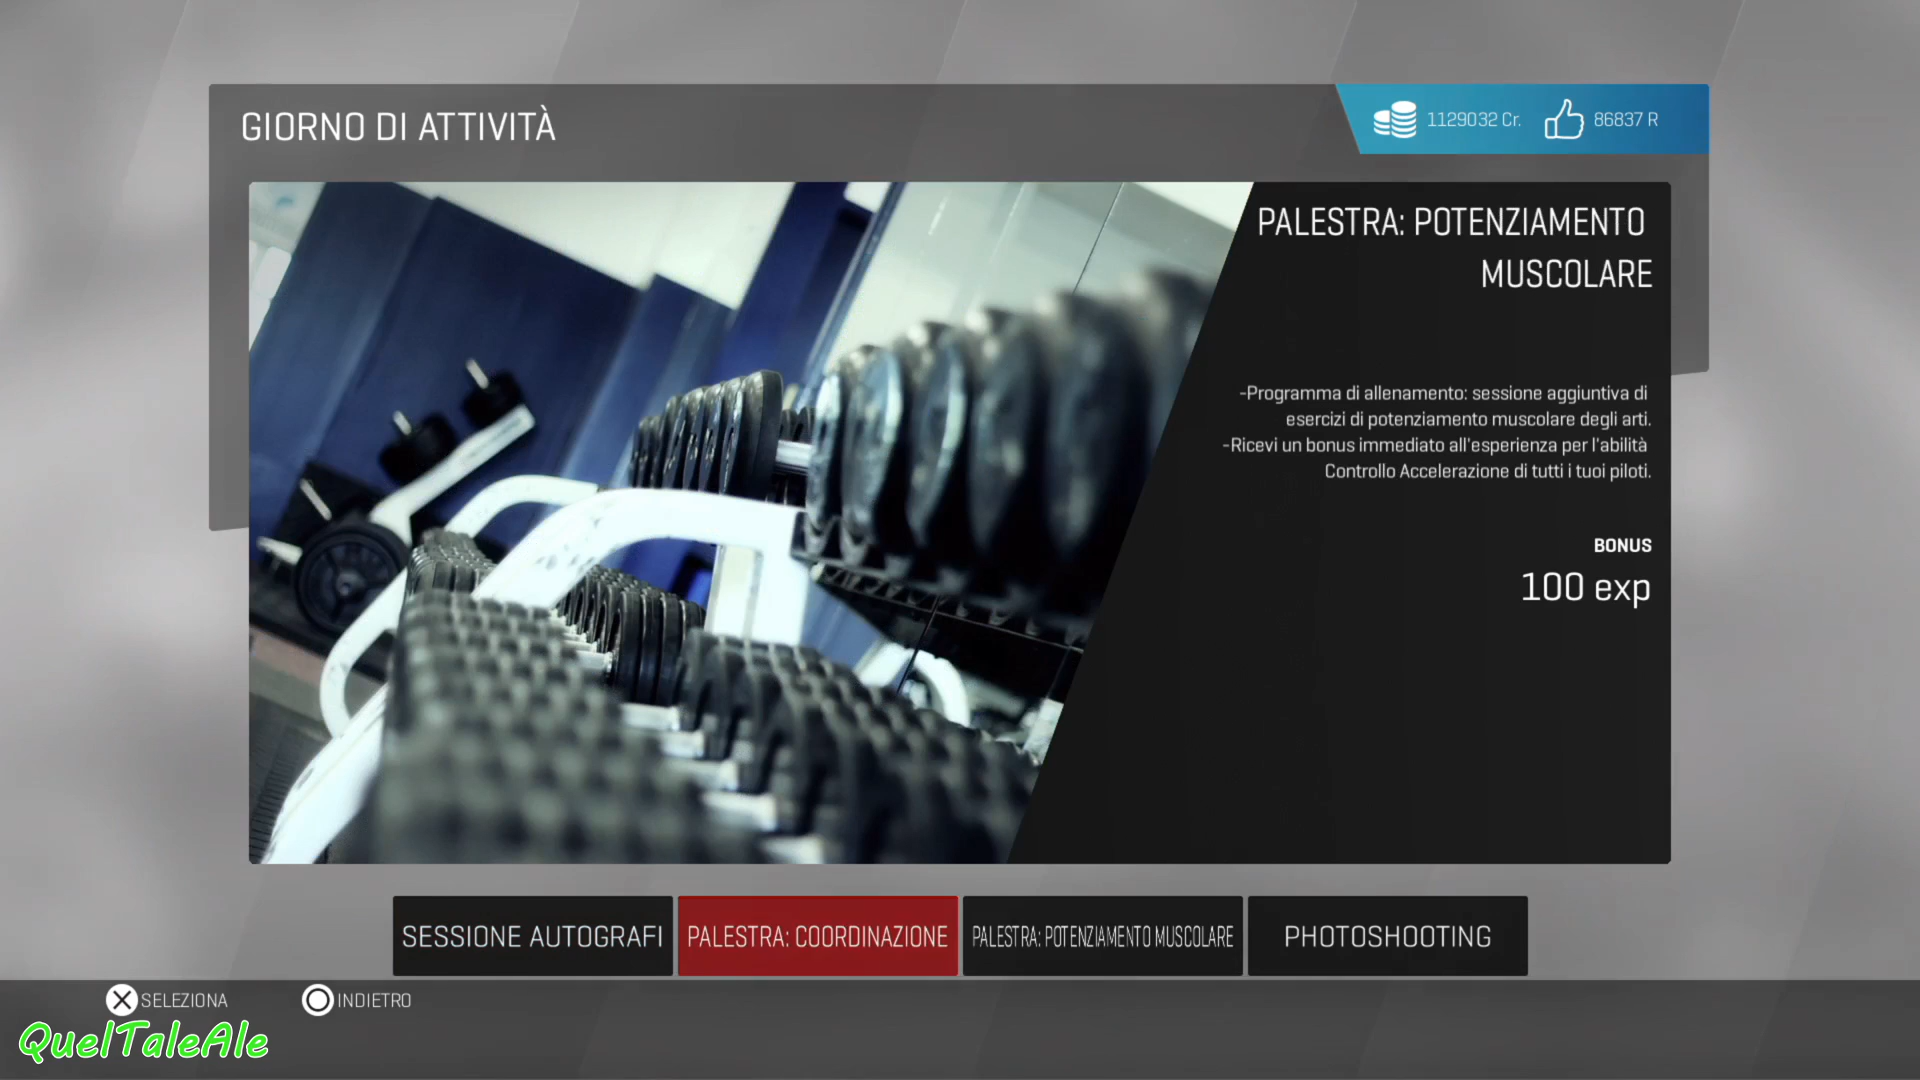 GIORNO DI ATTIVITÀ
1129032 Cr.
86837 R
PALESTRA: POTENZIAMENTO
MUSCOLARE
-Programma di allenamento: sessione aggiuntiva di
esercizi di potenziamento muscolare degli arti.
-Ricevi un bonus immediato all'esperienza per l'abilità
Controllo Accelerazione di tutti i tuoi piloti.
BONUS
100 exp
SESSIONE AUTOGRAFI
PALESTRA: COORDINAZIONE
PALESTRA: POTENZIAMENTO MUSCOLARE
PHOTOSHOOTING
SELEZIONA
INDIETRO
QuelTaleAle